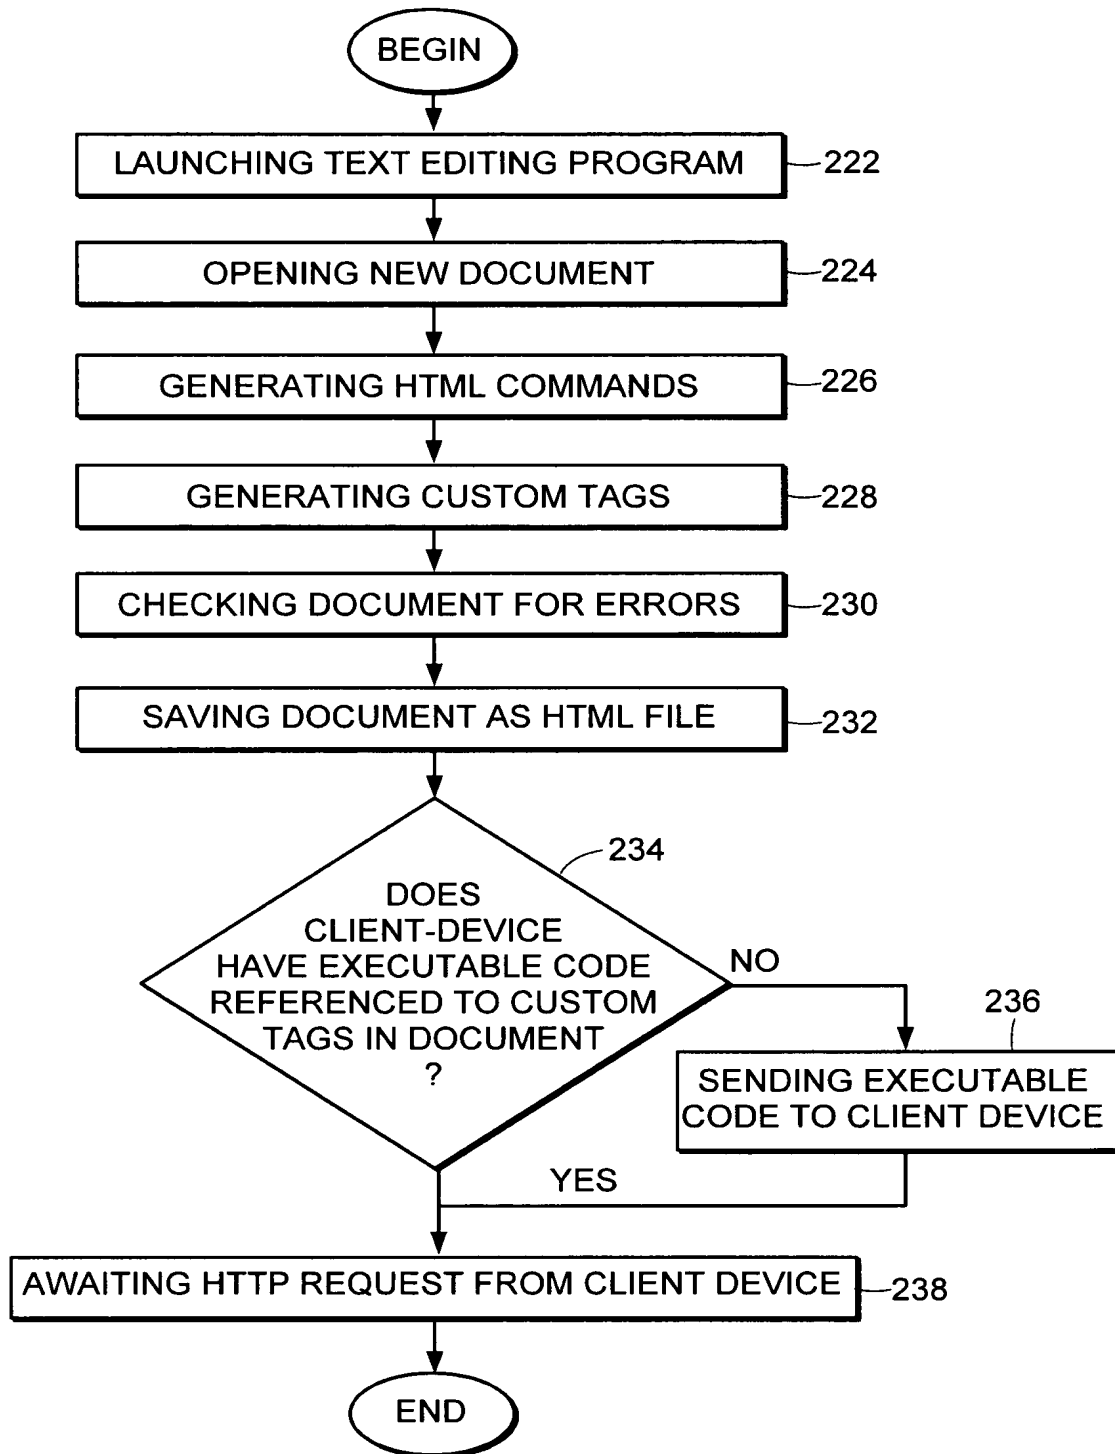 BEGIN
LAUNCHING TEXT EDITING PROGRAM
222
OPENING NEW DOCUMENT
224
GENERATING HTML COMMANDS
226
GENERATING CUSTOM TAGS
228
CHECKING DOCUMENT FOR ERRORS
230
SAVING DOCUMENT AS HTML FILE
232
234
DOES
CLIENT-DEVICE
HAVE EXECUTABLE CODE
REFERENCED TO CUSTOM
TAGS IN DOCUMENT
?
NO
236
SENDING EXECUTABLE
CODE TO CLIENT DEVICE
YES
AWAITING HTTP REQUEST FROM CLIENT DEVICE
238
END